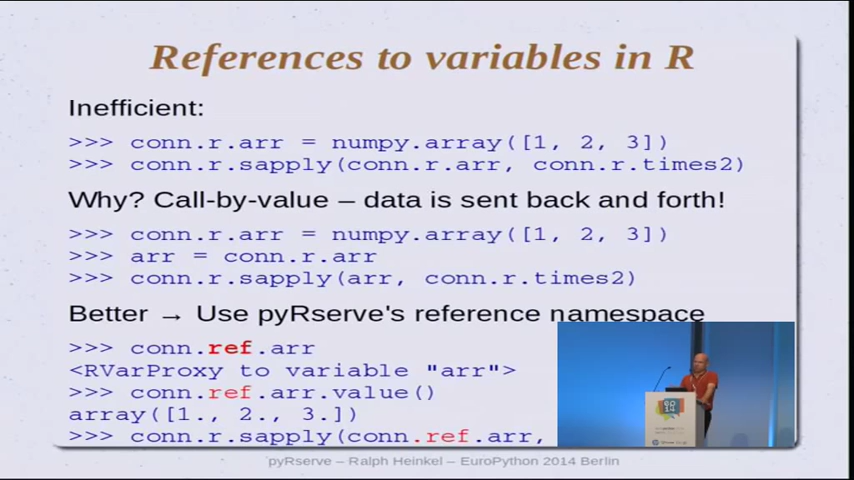 References to variables in R
Inefficient:
>>> conn.r.arr = numpy.array([1, 2, 3])
>>> conn.r.sapply(conn.r.arr, conn.r.times2)
Why? Call-by-value – data is sent back and forth!
>>> conn.r.arr = numpy.array([1, 2, 3])
>>> arr = conn.r.arr
>>> conn.r.sapply(arr, conn.r.times2)
Better → Use pyRserve's reference namespace
>>> conn.ref.arr
<RVarProxy to variable "arr">
>>> conn.ref.arr.value()
array([1., 2., 3.])
>>> conn.r.sapply(conn.ref.arr,
pyRserve – Ralph Heinkel – EuroPython 2014 Berlin